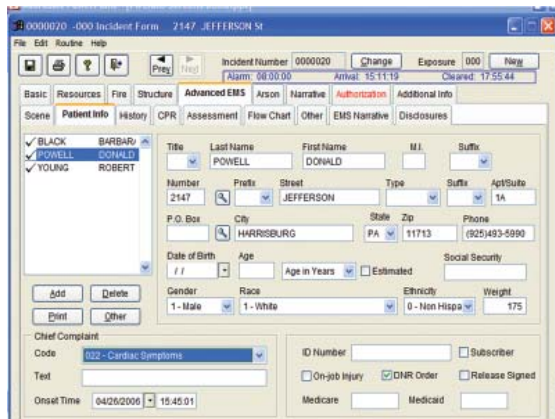 0000020 -000 Incident Form 2147 JEFFERSON St
File Edit Routine Help
Prev Next Incident Number 0000020 Change Exposure 000 New
Alarm: 08:00:00 Arrival: 15:11:19 Cleared: 17:55:44
Basic Resources Fire Structure Advanced EMS Arson Narrative Authorization Additional Info
Scene Patient Info History CPR Assessment Flow Chart Other EMS Narrative Disclosures
BLACK BARBAR
POWELL DONALD
YOUNG ROBERT
Add Delete
Print Other
Title Last Name First Name M.I. Suffix
POWELL DONALD
Number Prefix Street Type Suffix Apt/Suite
2147 JEFFERSON 1A
P.O. Box City State Zip Phone
HARRISBURG PA 11713 (925)493-5990
Date of Birth Age Social Security
/ / Age in Years Estimated
Gender Race Ethnicity Weight
1 - Male 1 - White 0 - Non Hispa 175
Chief Complaint
Code 022 - Cardiac Symptoms
Text
Onset Time 04/26/2006 15:45:01
ID Number Subscriber
On-job Injury DNR Order Release Signed
Medicare Medicaid